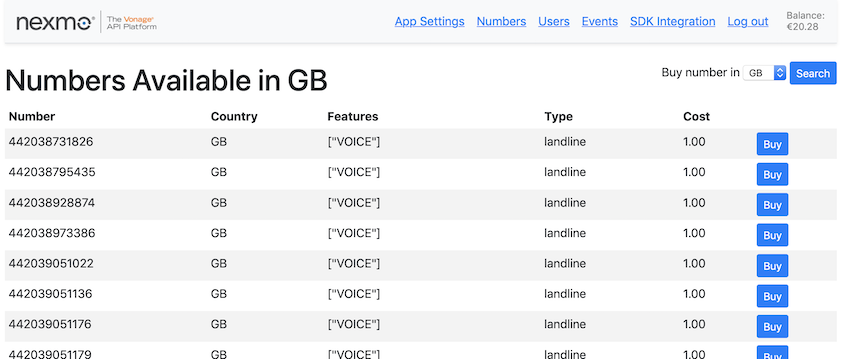 nexmo The Vonage® API Platform
App Settings Numbers Users Events SDK Integration Log out Balance: €20.28
Numbers Available in GB
Buy number in GB Search
Number Country Features Type Cost
442038731826 GB ["VOICE"] landline 1.00 Buy
442038795435 GB ["VOICE"] landline 1.00 Buy
442038928874 GB ["VOICE"] landline 1.00 Buy
442038973386 GB ["VOICE"] landline 1.00 Buy
442039051022 GB ["VOICE"] landline 1.00 Buy
442039051136 GB ["VOICE"] landline 1.00 Buy
442039051176 GB ["VOICE"] landline 1.00 Buy
442039051179 GB ["VOICE"] landline 1.00 Buy